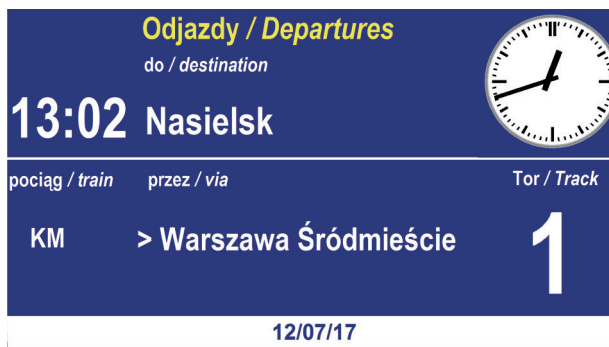 Odjazdy / Departures
do / destination
13:02 Nasielsk
pociąg / train przez / via Tor / Track
KM > Warszawa Śródmieście 1
12/07/17